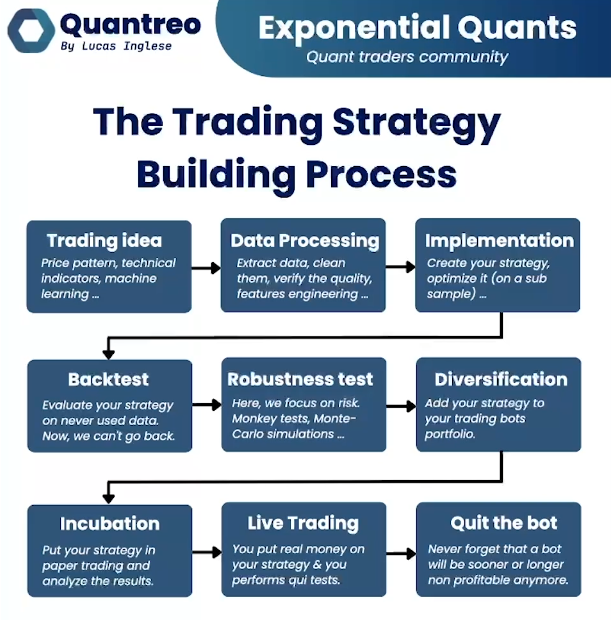 Quantreo
By Lucas Inglese
Exponential Quants
Quant traders community
The Trading Strategy
Building Process
Trading idea
Price pattern, technical
indicators, machine
learning ...
Data Processing
Extract data, clean
them, verify the quality,
features engineering ...
Implementation
Create your strategy,
optimize it (on a sub
sample) ...
Backtest
Evaluate your strategy
on never used data.
Now, we can't go back.
Robustness test
Here, we focus on risk.
Monkey tests, Monte-
Carlo simulations ...
Diversification
Add your strategy to
your trading bots
portfolio.
Incubation
Put your strategy in
paper trading and
analyze the results.
Live Trading
You put real money on
your strategy & you
performs qui tests.
Quit the bot
Never forget that a bot
will be sooner or longer
non profitable anymore.